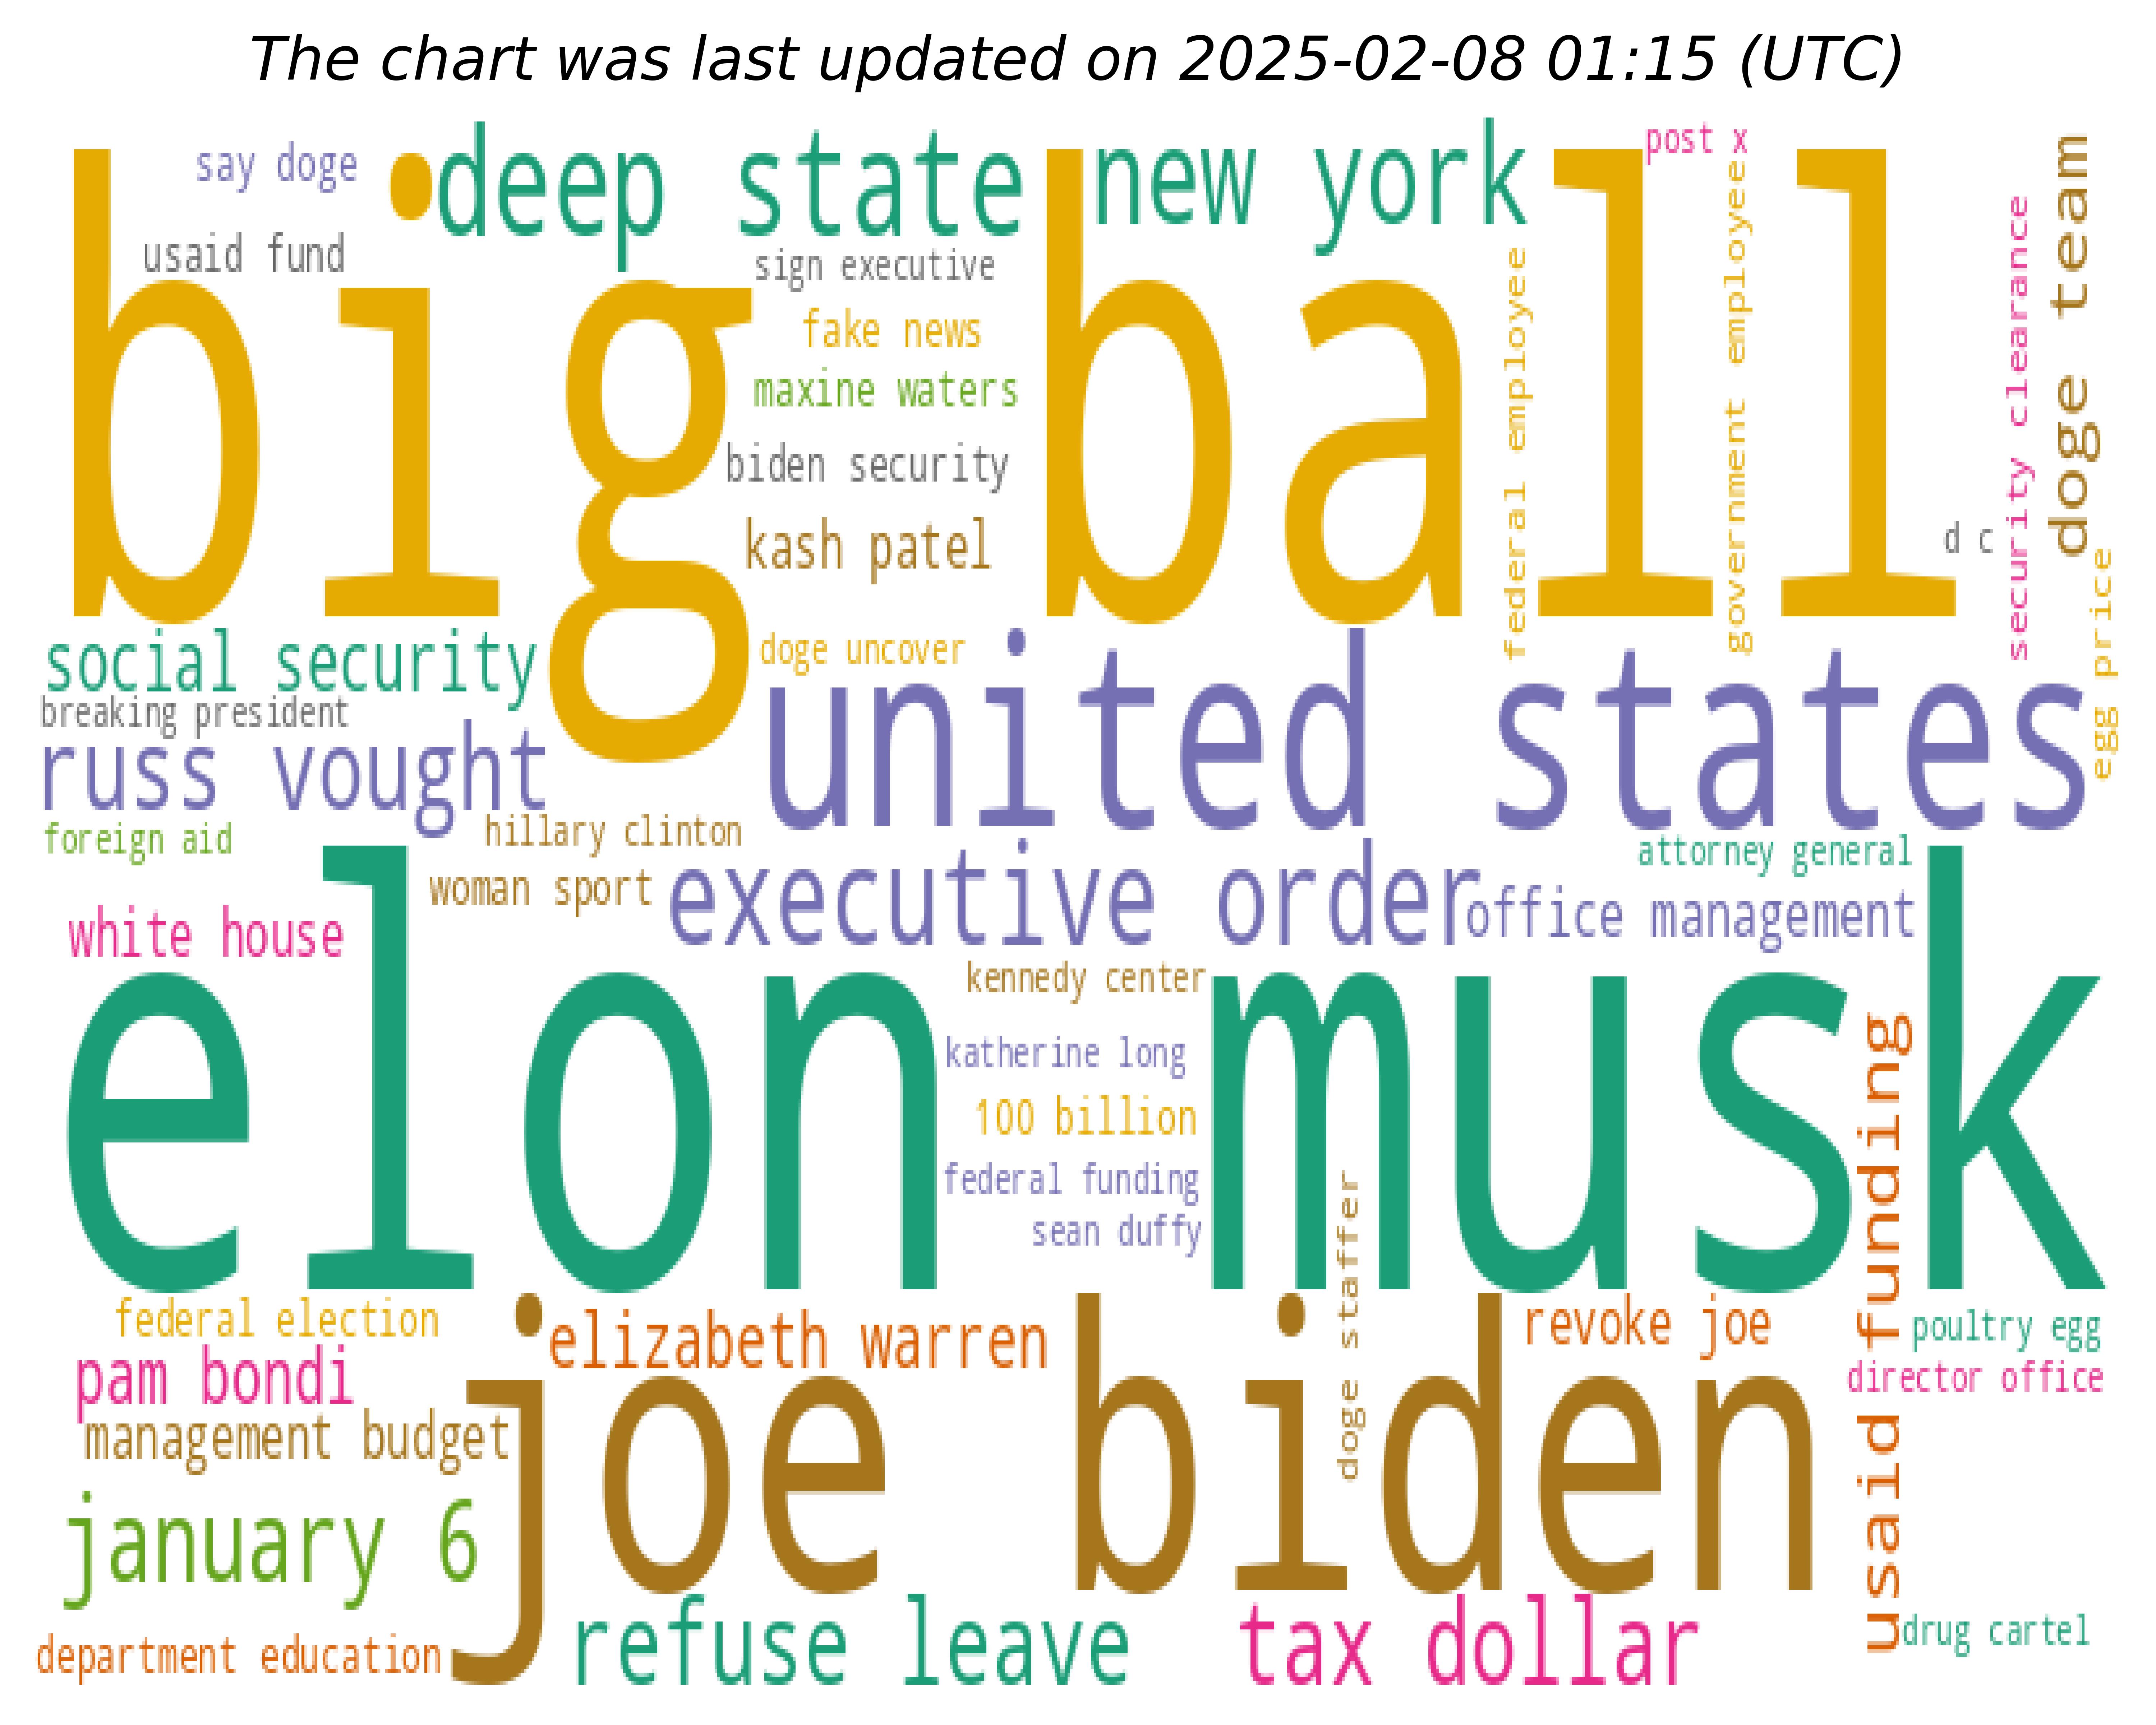 The chart was last updated on 2025-02-08 01:15 (UTC)
big ball
say doge
deep state
new york
post x
usaid fund
sign executive
fake news
maxine waters
biden security
kash patel
federal employee
government employee
d c
security clearance
doge team
egg price
social security
doge uncover
united states
breaking president
russ vought
foreign aid
hillary clinton
woman sport
executive order
attorney general
office management
white house
elon musk
kennedy center
katherine long
100 billion
federal funding
sean duffy
doge staffer
usaid funding
federal election
elizabeth warren
revoke joe
poultry egg
pam bondi
director office
joe biden
management budget
january 6
refuse leave
tax dollar
drug cartel
department education